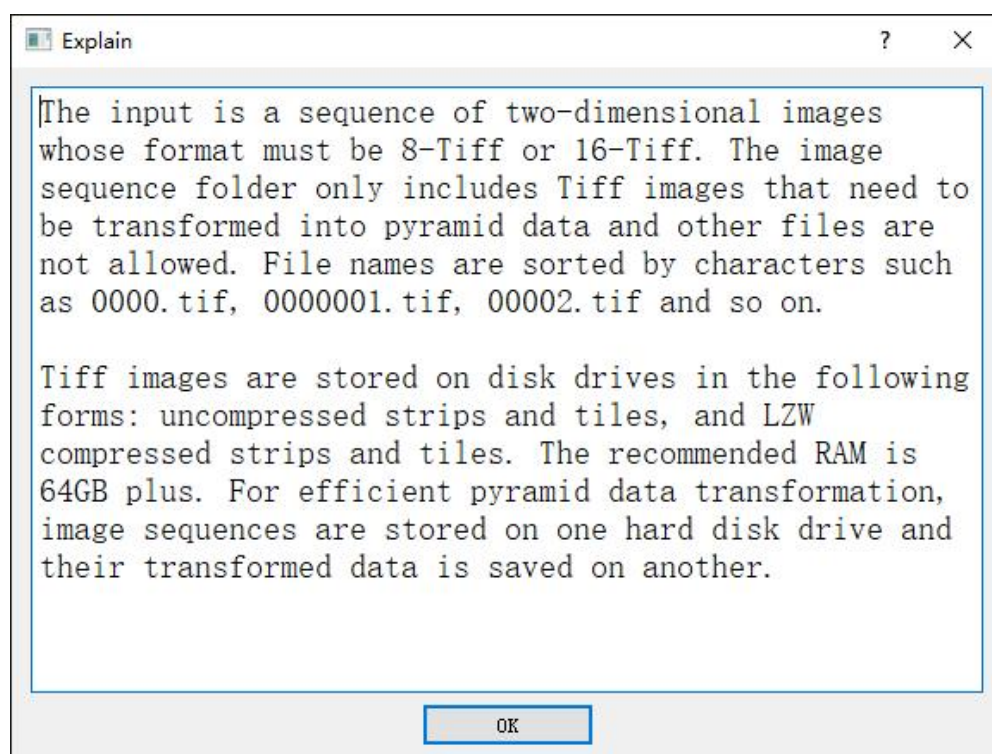 Explain
The input is a sequence of two-dimensional images
whose format must be 8-Tiff or 16-Tiff. The image
sequence folder only includes Tiff images that need to
be transformed into pyramid data and other files are
not allowed. File names are sorted by characters such
as 0000.tif, 0000001.tif, 00002.tif and so on.
Tiff images are stored on disk drives in the following
forms: uncompressed strips and tiles, and LZW
compressed strips and tiles. The recommended RAM is
64GB plus. For efficient pyramid data transformation,
image sequences are stored on one hard disk drive and
their transformed data is saved on another.
OK